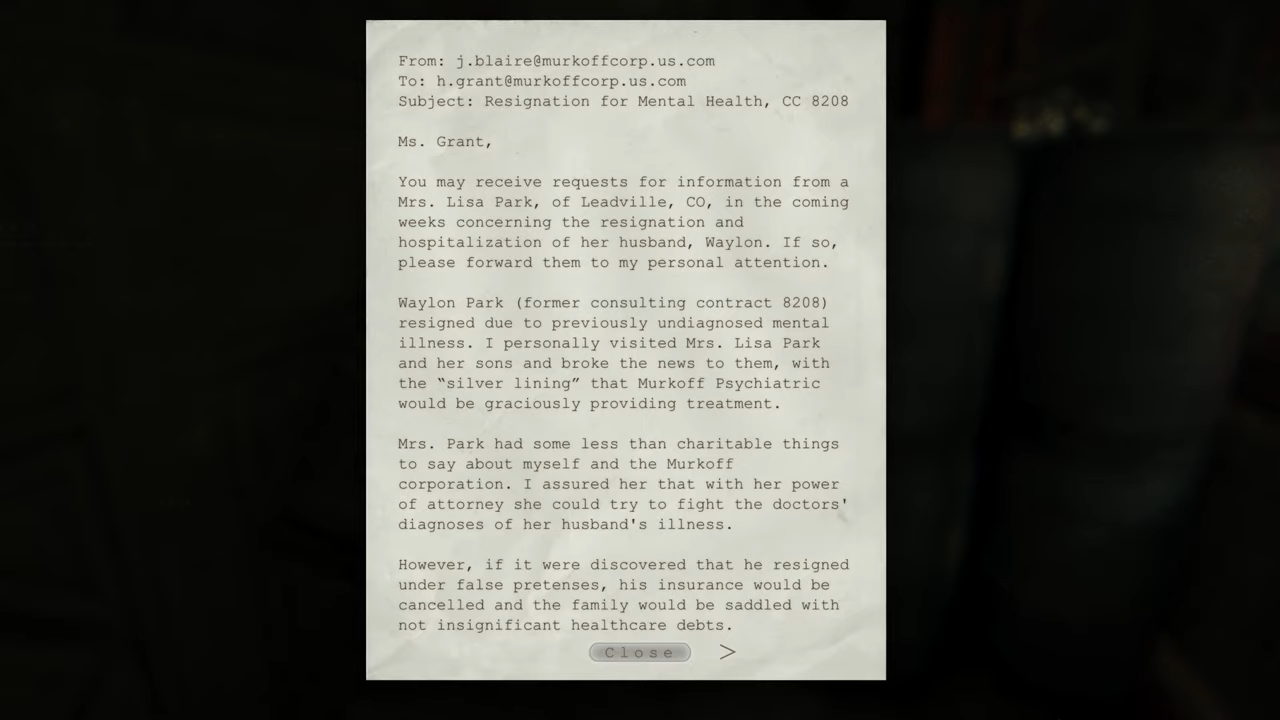 From: j.blaire@murkoffcorp.us.com
To: h.grant@murkoffcorp.us.com
Subject: Resignation for Mental Health, CC 8208
Ms. Grant,
You may receive requests for information from a
Mrs. Lisa Park, of Leadville, CO, in the coming
weeks concerning the resignation and
hospitalization of her husband, Waylon. If so,
please forward them to my personal attention.
Waylon Park (former consulting contract 8208)
resigned due to previously undiagnosed mental
illness. I personally visited Mrs. Lisa Park
and her sons and broke the news to them, with
the “silver lining” that Murkoff Psychiatric
would be graciously providing treatment.
Mrs. Park had some less than charitable things
to say about myself and the Murkoff
corporation. I assured her that with her power
of attorney she could try to fight the doctors'
diagnoses of her husband's illness.
However, if it were discovered that he resigned
under false pretenses, his insurance would be
cancelled and the family would be saddled with
not insignificant healthcare debts.
Close >